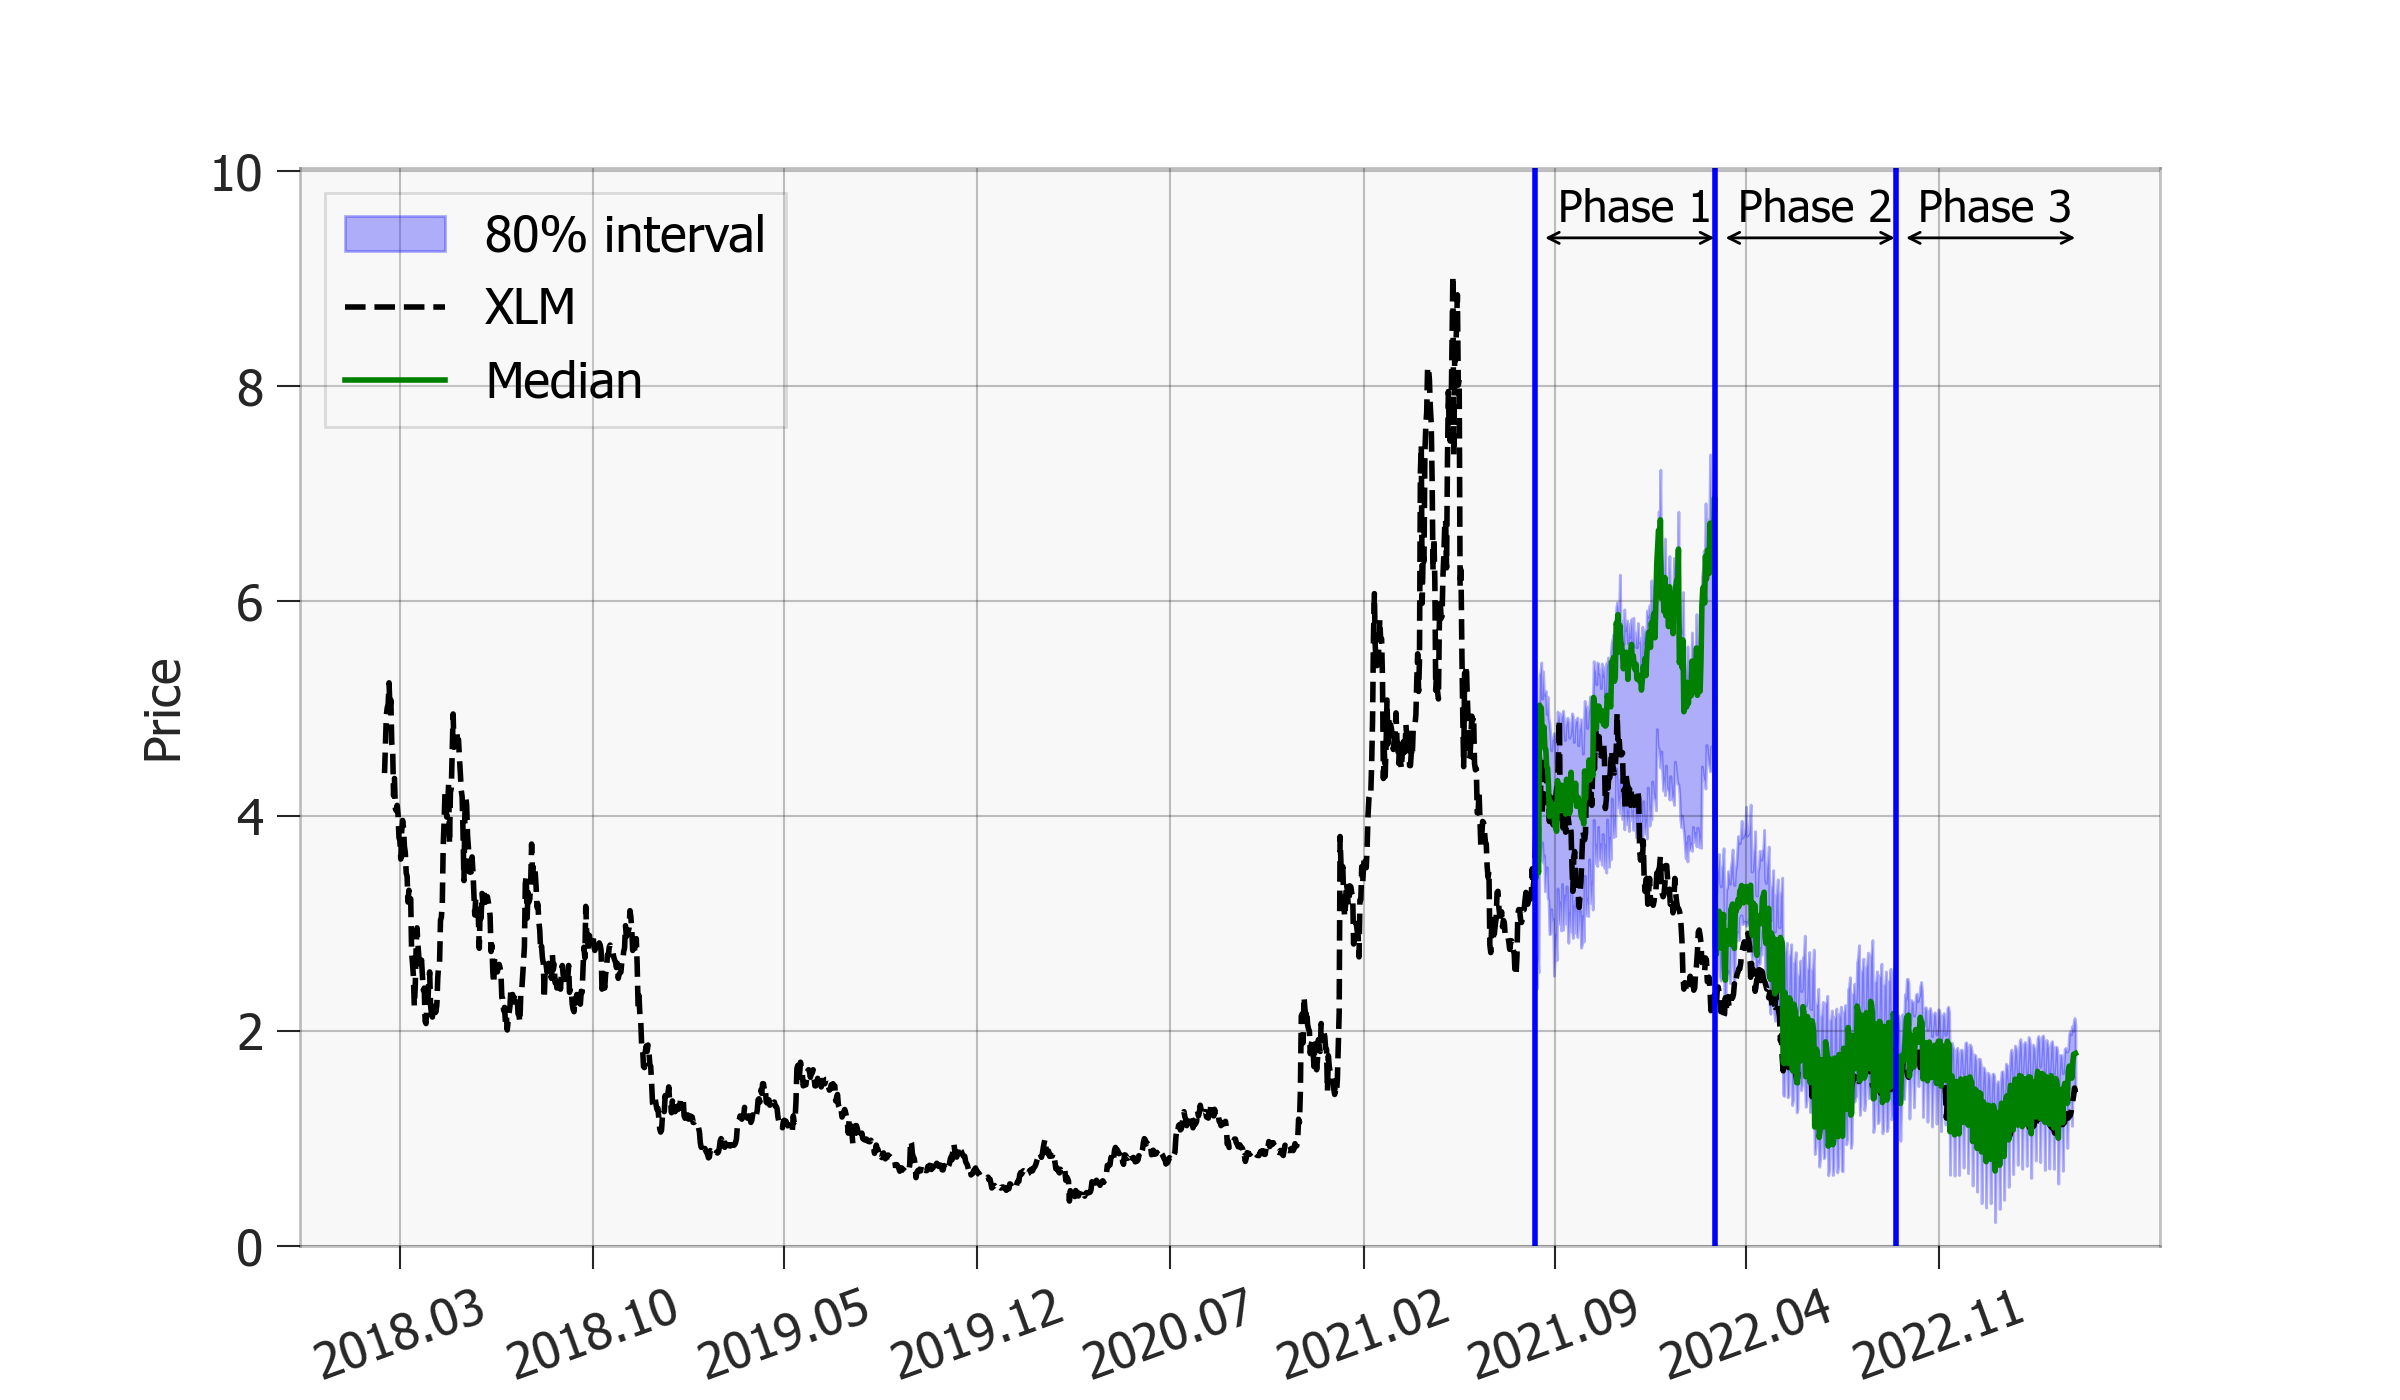 10
8
6
4
2
0
Price
80% interval
XLM
Median
Phase 1
Phase 2
Phase 3
2018.03
2018.10
2019.05
2019.12
2020.07
2021.02
2021.09
2022.04
2022.11